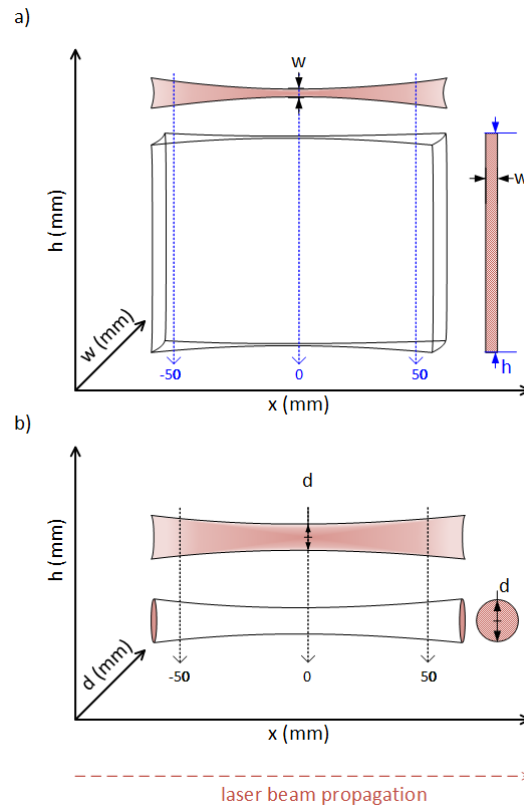 a)
w
h (mm)
w
w (mm)
-50
0
50
h
x (mm)
b)
d
h (mm)
d
d (mm)
-50
0
50
x (mm)
laser beam propagation